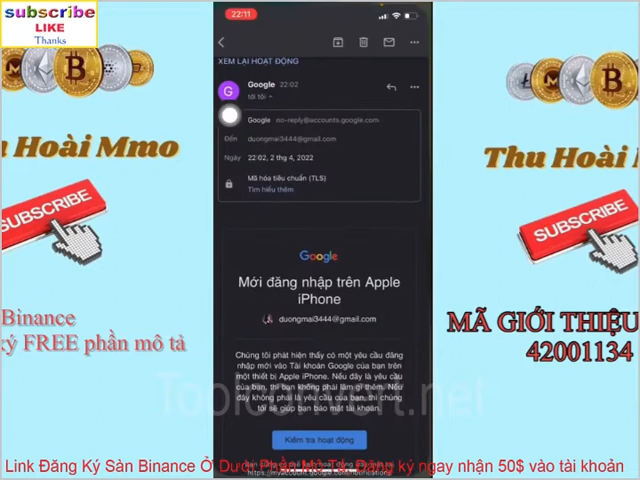 subscribe
LIKE
Thanks
22:11
XEM LẠI HOẠT ĐỘNG
Google 22:02
tới tôi
Google no-reply@accounts.google.com
Đến duongmai3444@gmail.com
Ngày 22:02, 2 thg 4, 2022
Mã hóa tiêu chuẩn (TLS)
Tìm hiểu thêm
Google
Mới đăng nhập trên Apple
iPhone
duongmai3444@gmail.com
Chúng tôi phát hiện thấy có một yêu cầu đăng
nhập mới vào Tài khoản Google của bạn trên
một thiết bị Apple iPhone. Nếu đây là yêu cầu
của bạn, thì bạn không phải làm gì thêm. Nếu
đây không phải là yêu cầu của bạn, thì chúng
tôi sẽ giúp bạn bảo mật tài khoản.
Kiểm tra hoạt động
https://myaccount.google.com/notifications
u Hoài Mmo
SUBSCRIBE
Binance
ký FREE phần mô tả
Thu Hoài M
SUBSCRIBE
MÃ GIỚI THIỆU
42001134
Link Đăng Ký Sàn Binance Ở Dưới Phần Mô Tả. Đăng ký ngay nhận 50$ vào tài khoản